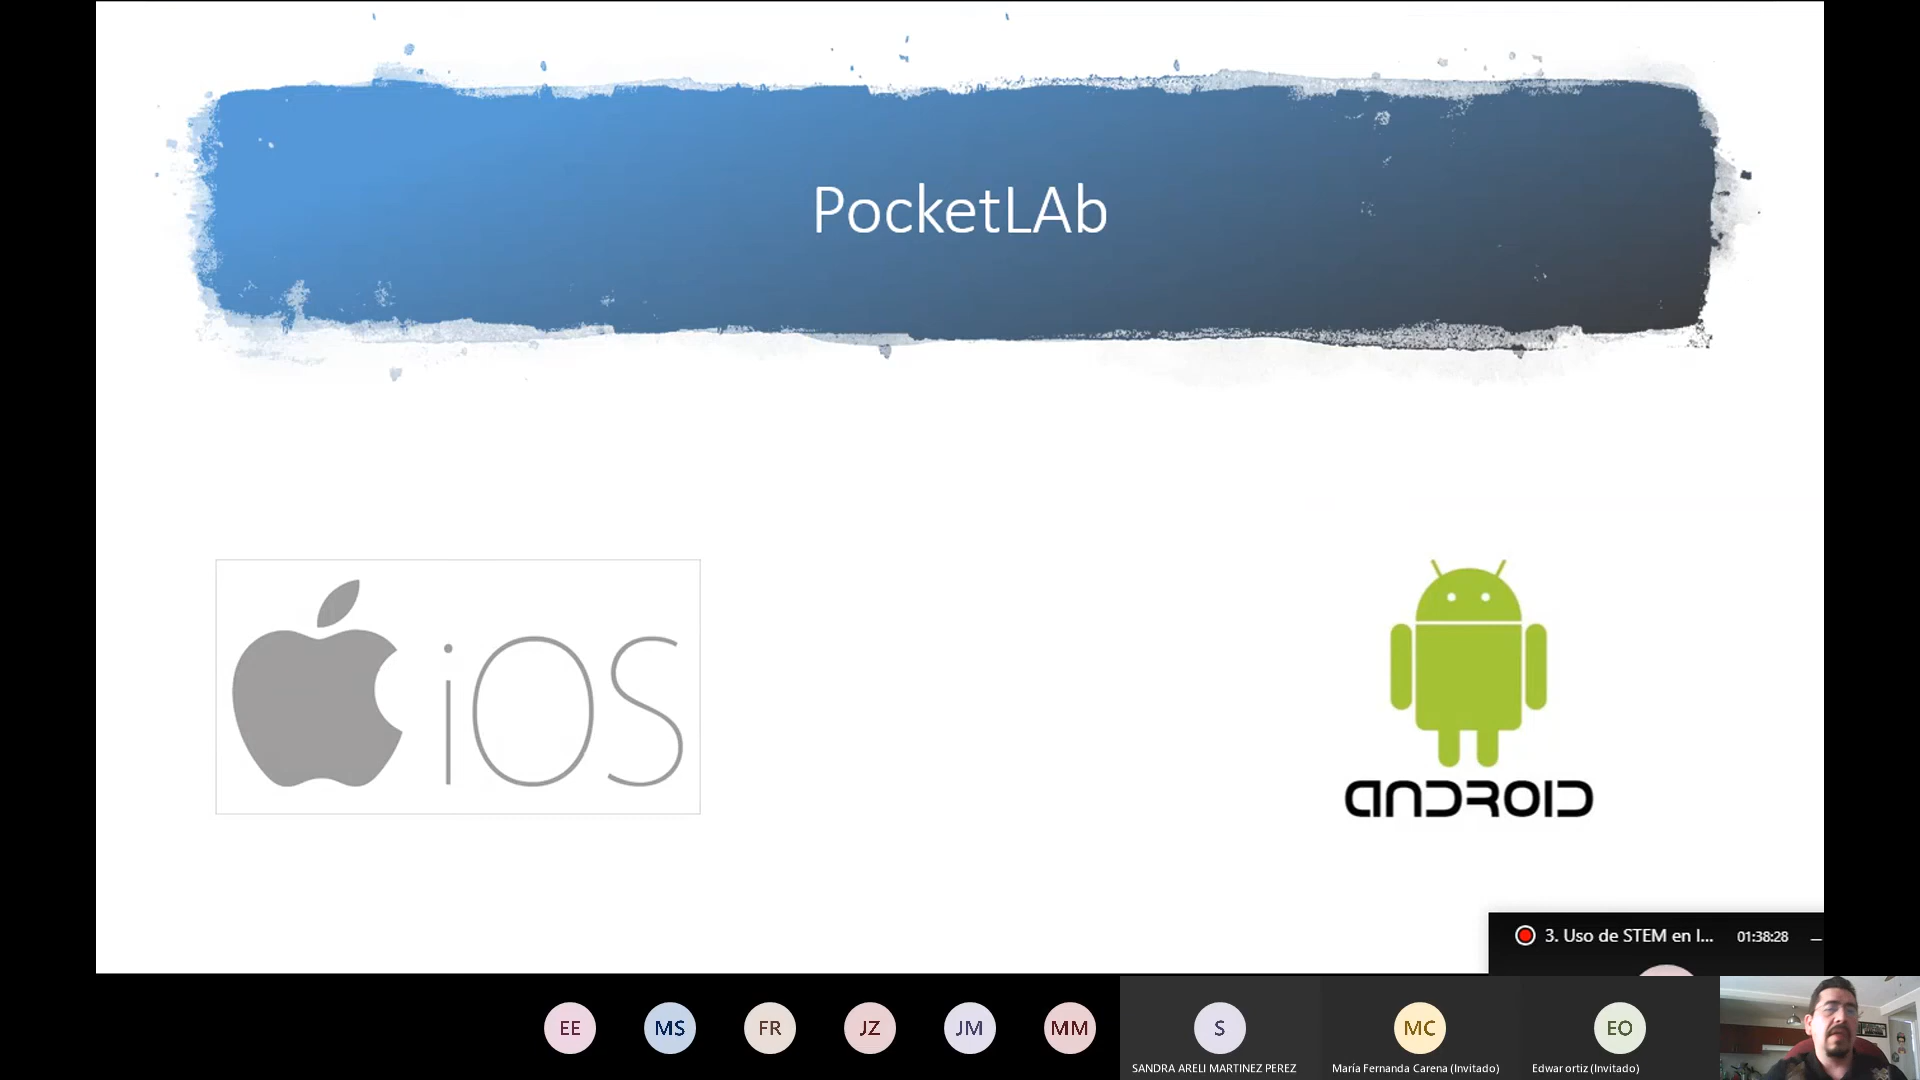 PocketLAb
iOS
ANDROID
3. Uso de STEM en l... 01:38:28
EE MS FR JZ JM MM S MC EO
SANDRA ARELI MARTINEZ PEREZ María Fernanda Carena (Invitado) Edwar ortiz (Invitado)